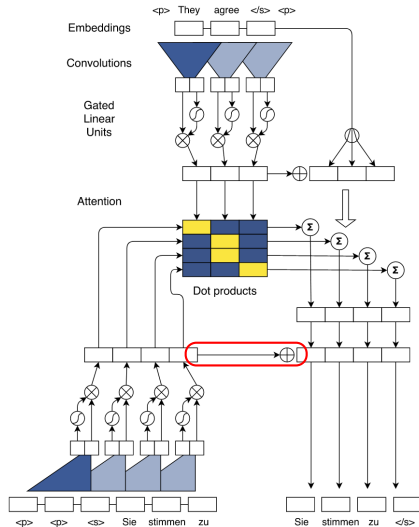 <p> They agree </s> <p>
Embeddings
Convolutions
Gated
Linear
Units
Attention
Σ
Σ
Σ
Σ
Dot products
<p> <p> <s> Sie stimmen zu
Sie stimmen zu </s>